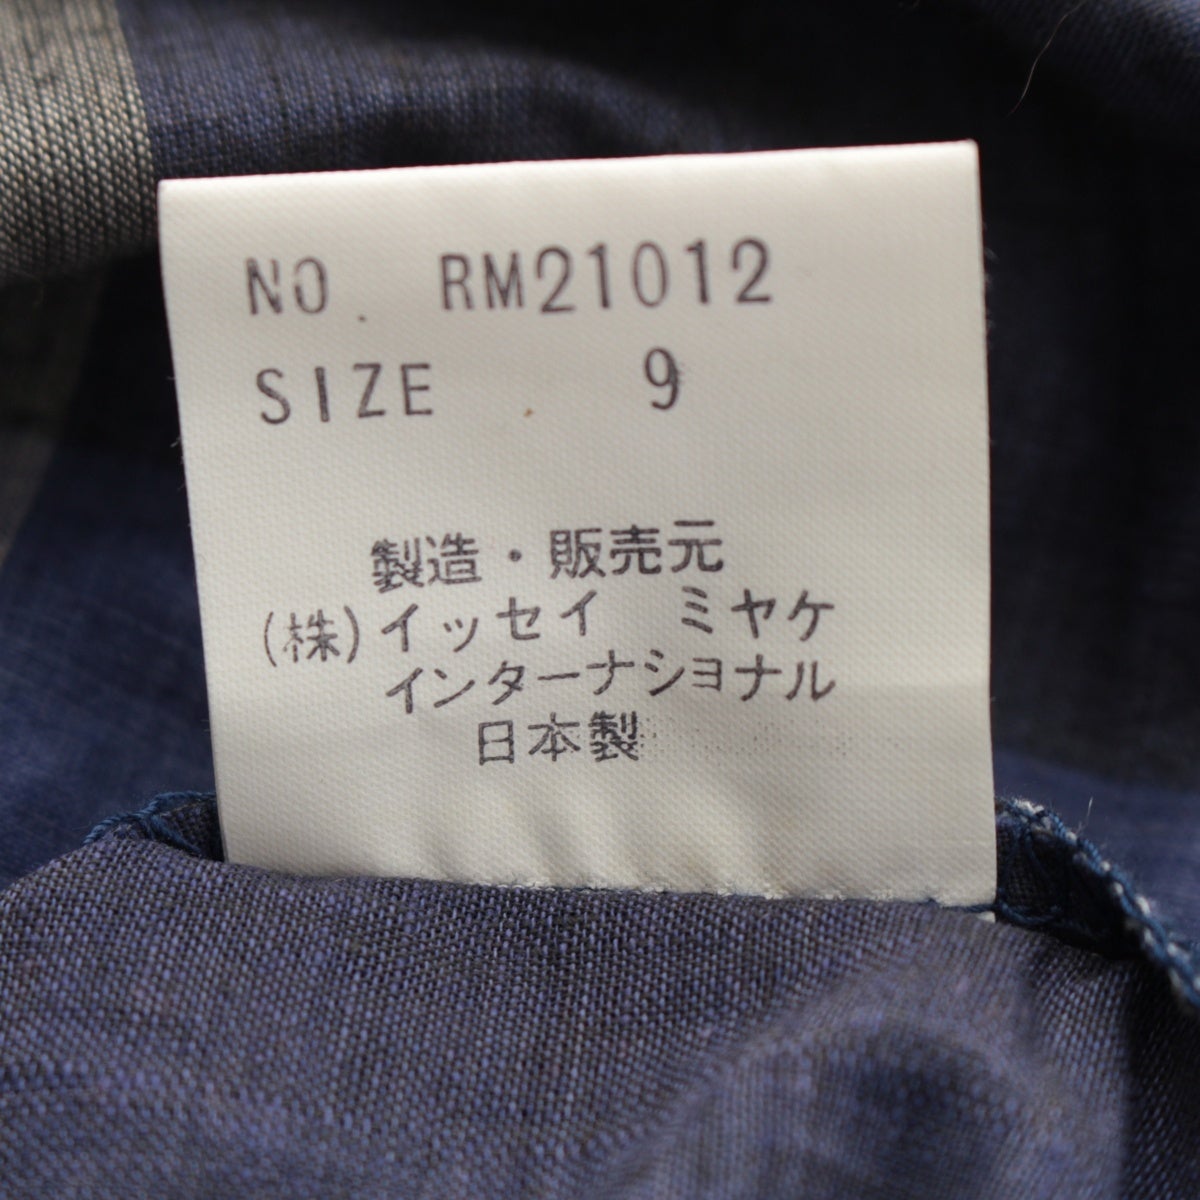 NO. RM21012
SIZE 9
製造・販売元
(株)イッセイ ミヤケ
インターナショナル
日本製